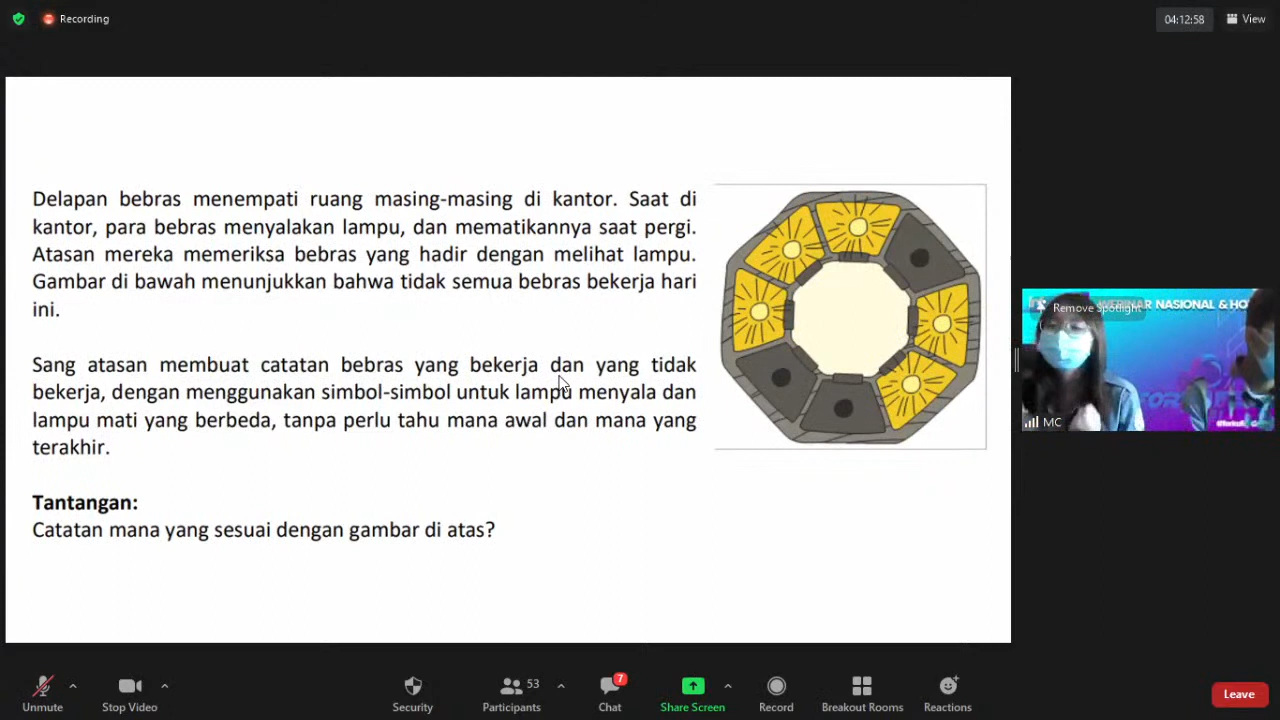 Recording
04:12:58
View
Delapan bebras menempati ruang masing-masing di kantor. Saat di
kantor, para bebras menyalakan lampu, dan mematikannya saat pergi.
Atasan mereka memeriksa bebras yang hadir dengan melihat lampu.
Gambar di bawah menunjukkan bahwa tidak semua bebras bekerja hari
ini.
Sang atasan membuat catatan bebras yang bekerja dan yang tidak
bekerja, dengan menggunakan simbol-simbol untuk lampu menyala dan
lampu mati yang berbeda, tanpa perlu tahu mana awal dan mana yang
terakhir.
Tantangan:
Catatan mana yang sesuai dengan gambar di atas?
WEBINAR NASIONAL &
Remove Spotlight
MC
Unmute
Stop Video
Security
53
Participants
7
Chat
Share Screen
Record
Breakout Rooms
Reactions
Leave